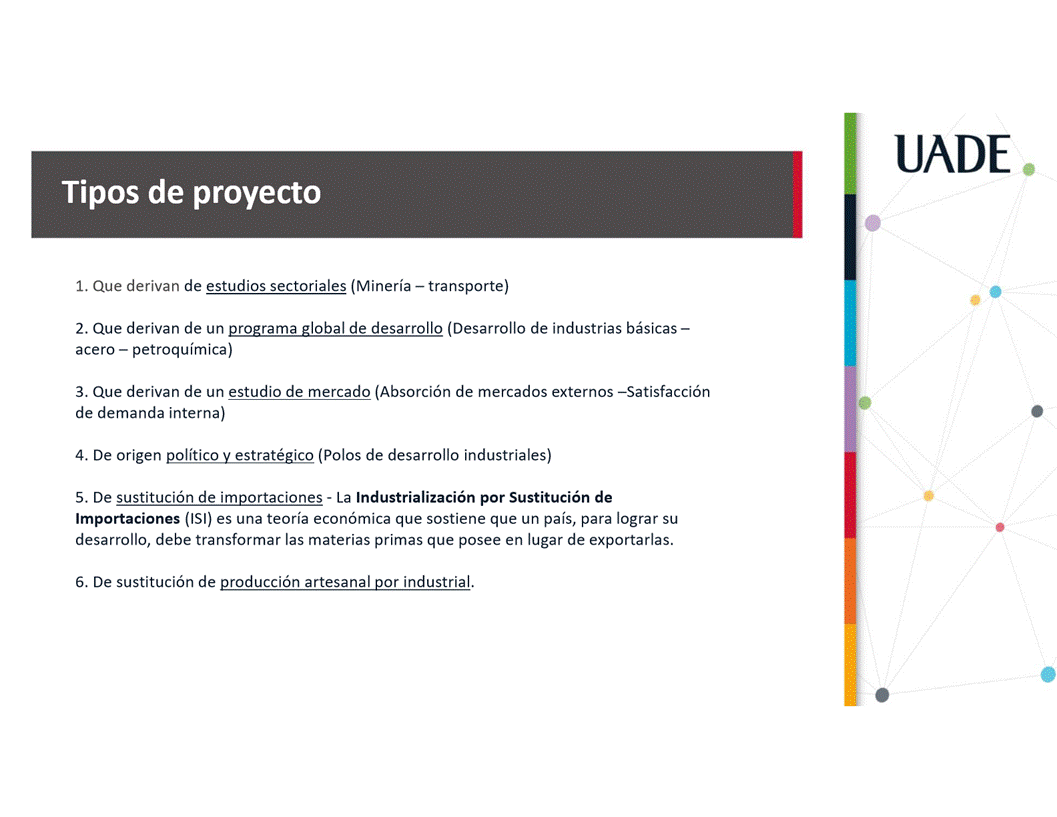 UADE
Tipos de proyecto
1. Que derivan de estudios sectoriales (Minería – transporte)
2. Que derivan de un programa global de desarrollo (Desarrollo de industrias básicas –
acero – petroquímica)
3. Que derivan de un estudio de mercado (Absorción de mercados externos –Satisfacción
de demanda interna)
4. De origen político y estratégico (Polos de desarrollo industriales)
5. De sustitución de importaciones - La Industrialización por Sustitución de
Importaciones (ISI) es una teoría económica que sostiene que un país, para lograr su
desarrollo, debe transformar las materias primas que posee en lugar de exportarlas.
6. De sustitución de producción artesanal por industrial.